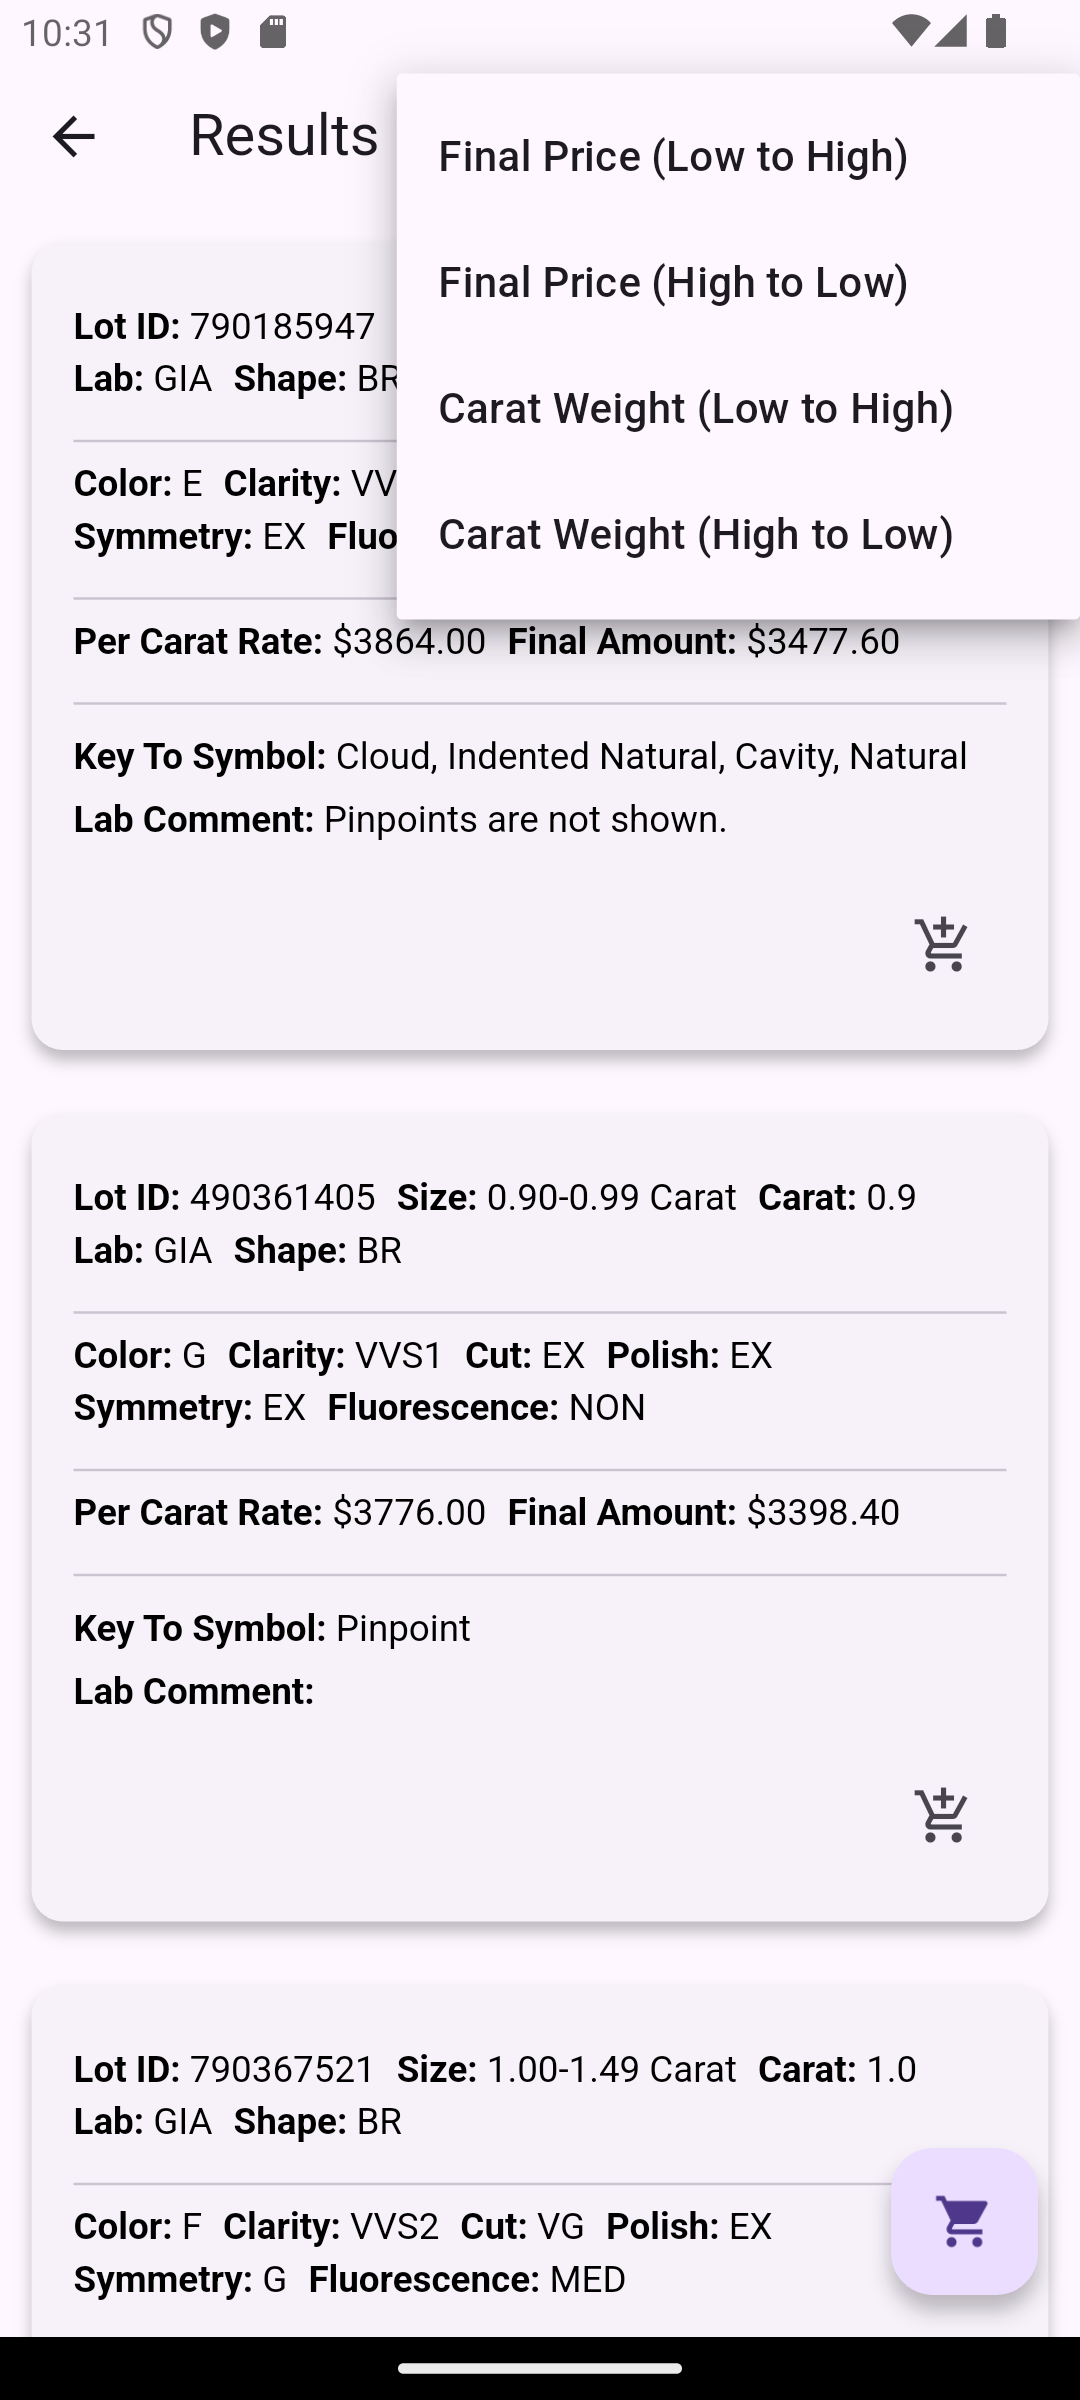 10:31
Results
Final Price (Low to High)
Final Price (High to Low)
Carat Weight (Low to High)
Carat Weight (High to Low)
Lot ID: 790185947
Lab: GIA Shape: BR
Color: E Clarity: VV
Symmetry: EX Fluo
Per Carat Rate: $3864.00 Final Amount: $3477.60
Key To Symbol: Cloud, Indented Natural, Cavity, Natural
Lab Comment: Pinpoints are not shown.
Lot ID: 490361405 Size: 0.90-0.99 Carat Carat: 0.9
Lab: GIA Shape: BR
Color: G Clarity: VVS1 Cut: EX Polish: EX
Symmetry: EX Fluorescence: NON
Per Carat Rate: $3776.00 Final Amount: $3398.40
Key To Symbol: Pinpoint
Lab Comment:
Lot ID: 790367521 Size: 1.00-1.49 Carat Carat: 1.0
Lab: GIA Shape: BR
Color: F Clarity: VVS2 Cut: VG Polish: EX
Symmetry: G Fluorescence: MED